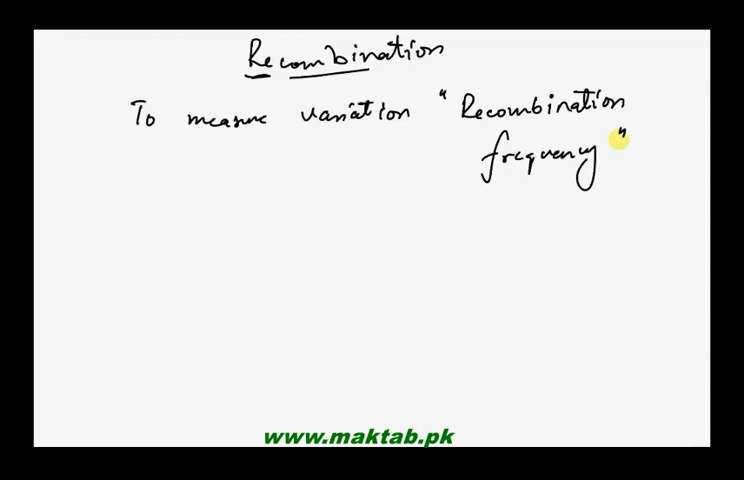 Recombination
To measure variation "Recombination
frequency"
www.maktab.pk